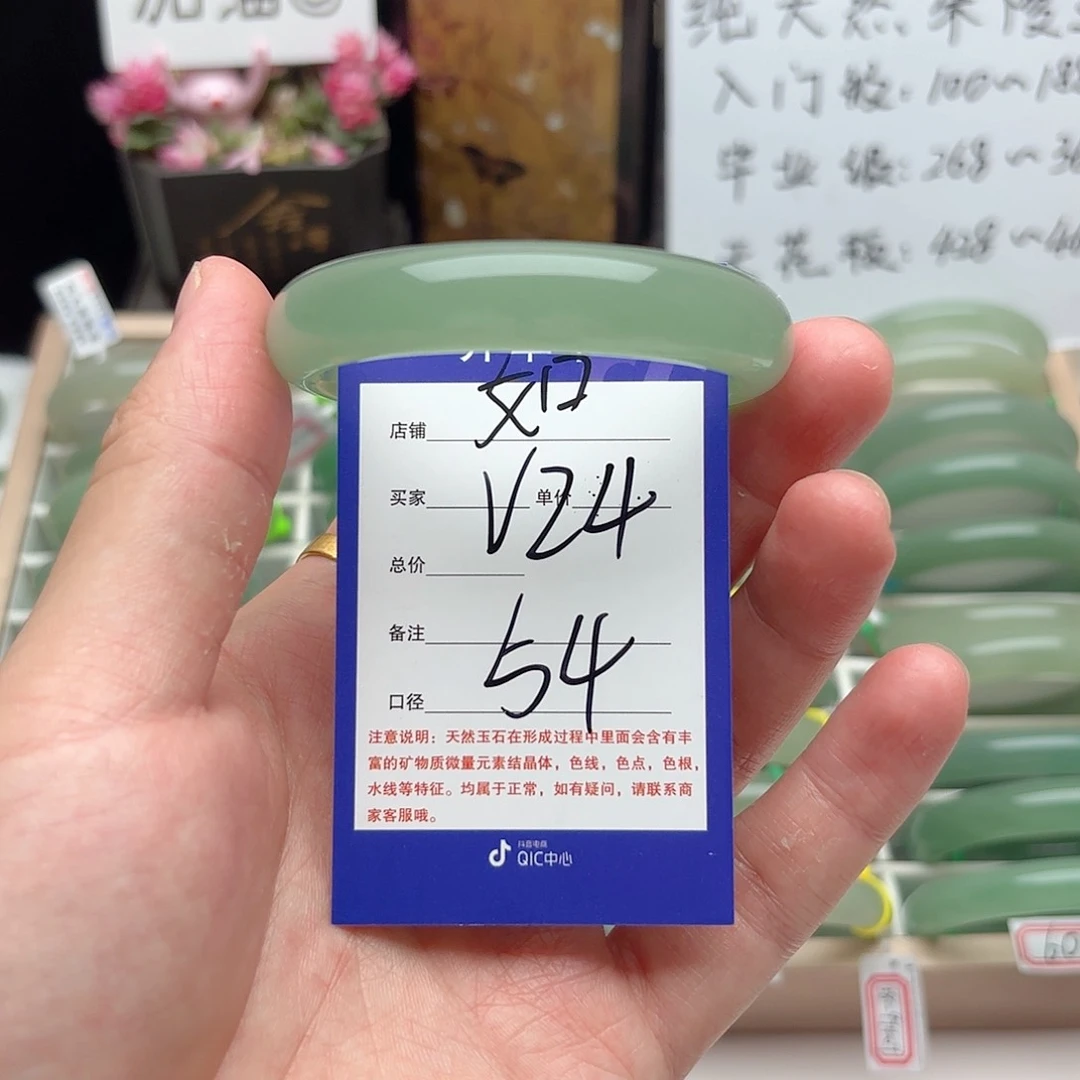 加油
纯天然
入门级：100～188
毕业级：268～36
天花板：428～46
如
店铺
V24
买家 单价
总价
备注
54
口径
注意说明：天然玉石在形成过程中里面会含有丰
富的矿物质微量元素结晶体，色线，色点，色根，
水线等特征。均属于正常，如有疑问，请联系商
家客服哦。
抖音电商
QIC中心
60